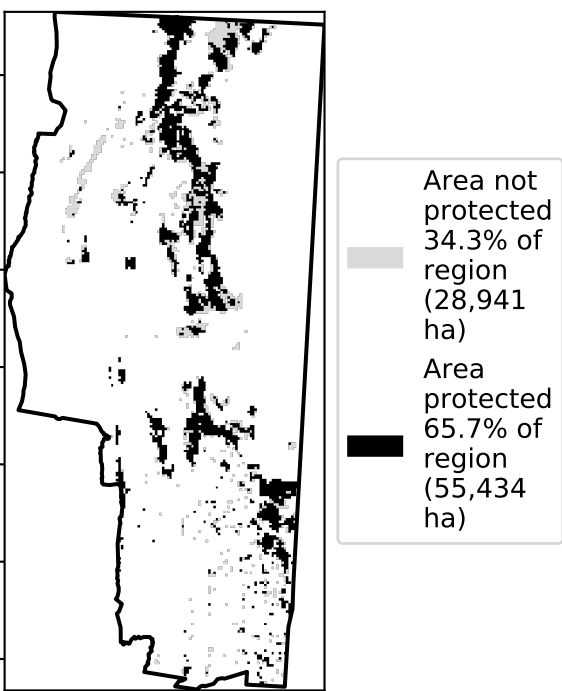 Area not
protected
34.3% of
region
(28,941
ha)
Area
protected
65.7% of
region
(55,434
ha)